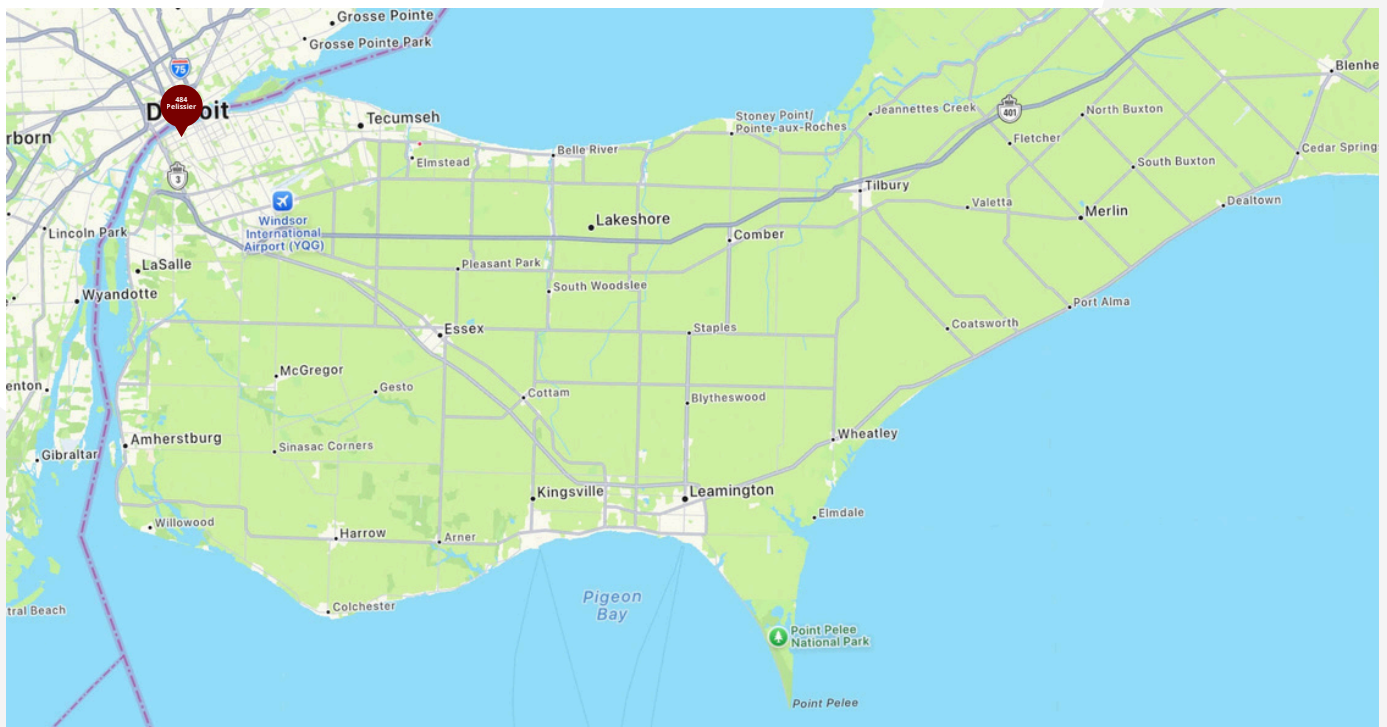 Grosse Pointe
Grosse Pointe Park
75
484
Pelissier
D oit
rborn
Tecumseh
3
Elmstead
Belle River
Stoney Point/
Pointe-aux-Roches
Jeannettes Creek
401
North Buxton
Fletcher
Blenhe
Cedar Spring
South Buxton
Tilbury
Valetta
Merlin
Dealtown
Windsor
International
Airport (YQG)
Lakeshore
Comber
Lincoln Park
LaSalle
Pleasant Park
South Woodslee
Wyandotte
Port Alma
Essex
Staples
Coatsworth
McGregor
Gesto
enton
Cottam
Blytheswood
Amherstburg
Sinasac Corners
Wheatley
Gibraltar
Kingsville
Leamington
Willowood
Elmdale
Harrow
Arner
Colchester
tral Beach
Pigeon
Bay
Point Pelee
National Park
Point Pelee